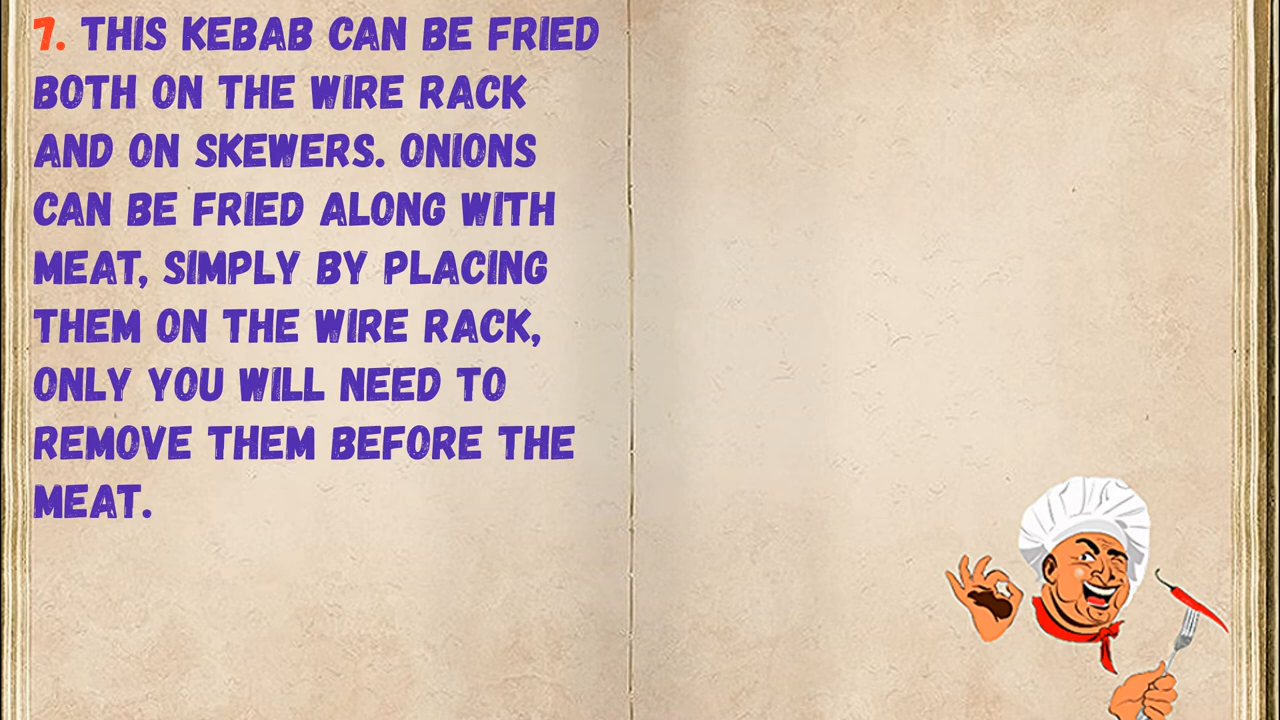 7. THIS KEBAB CAN BE FRIED
BOTH ON THE WIRE RACK
AND ON SKEWERS. ONIONS
CAN BE FRIED ALONG WITH
MEAT, SIMPLY BY PLACING
THEM ON THE WIRE RACK,
ONLY YOU WILL NEED TO
REMOVE THEM BEFORE THE
MEAT.